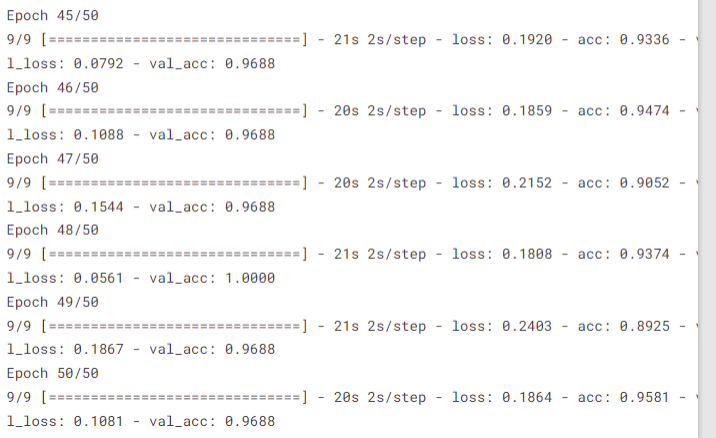 Epoch 45/50
9/9 [==============================] - 21s 2s/step - loss: 0.1920 - acc: 0.9336 -
l_loss: 0.0792 - val_acc: 0.9688
Epoch 46/50
9/9 [==============================] - 20s 2s/step - loss: 0.1859 - acc: 0.9474 -
l_loss: 0.1088 - val_acc: 0.9688
Epoch 47/50
9/9 [==============================] - 20s 2s/step - loss: 0.2152 - acc: 0.9052 -
l_loss: 0.1544 - val_acc: 0.9688
Epoch 48/50
9/9 [==============================] - 21s 2s/step - loss: 0.1808 - acc: 0.9374 -
l_loss: 0.0561 - val_acc: 1.0000
Epoch 49/50
9/9 [==============================] - 21s 2s/step - loss: 0.2403 - acc: 0.8925 -
l_loss: 0.1867 - val_acc: 0.9688
Epoch 50/50
9/9 [==============================] - 20s 2s/step - loss: 0.1864 - acc: 0.9581 -
l_loss: 0.1081 - val_acc: 0.9688